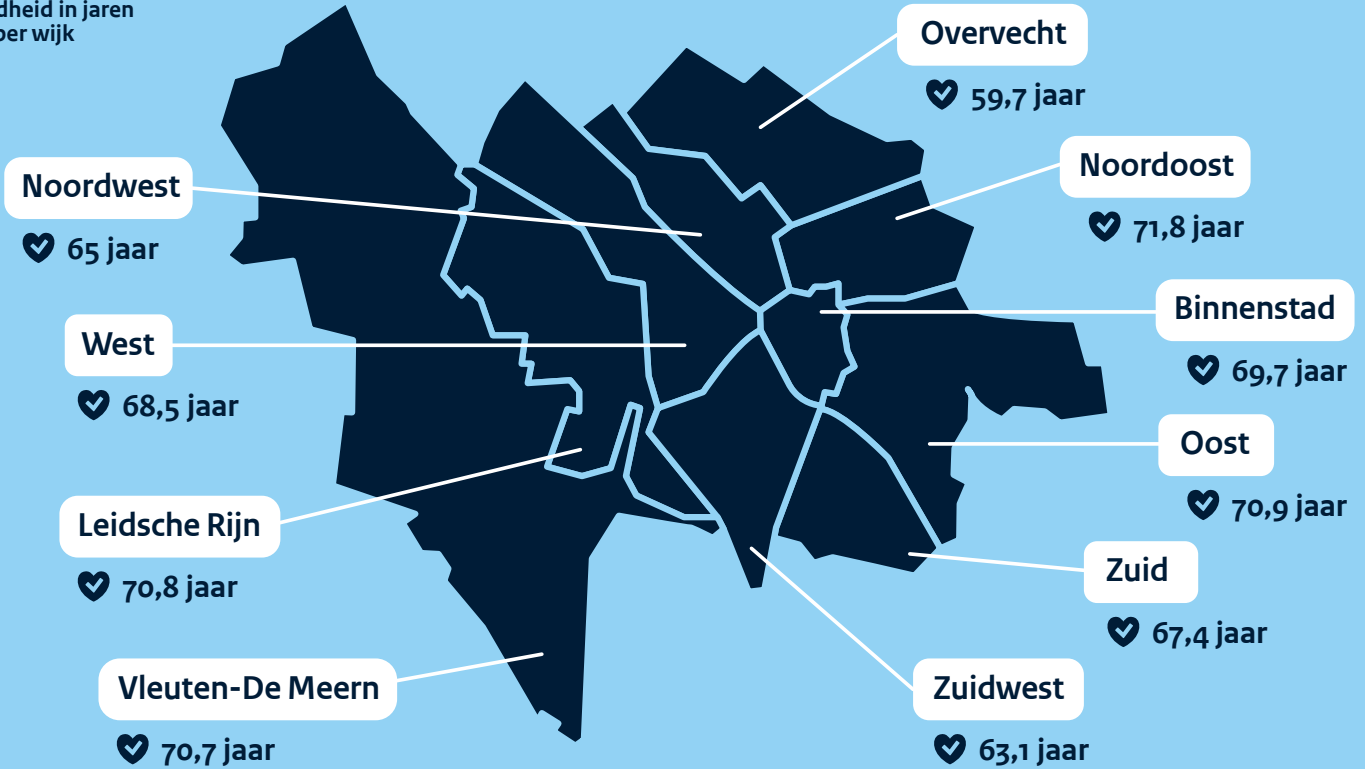 in jaren
per wijk
Overvecht
59,7 jaar
Noordoost
71,8 jaar
Noordwest
65 jaar
Binnenstad
69,7 jaar
West
68,5 jaar
Oost
70,9 jaar
Leidsche Rijn
70,8 jaar
Zuid
67,4 jaar
Vleuten-De Meern
70,7 jaar
Zuidwest
63,1 jaar